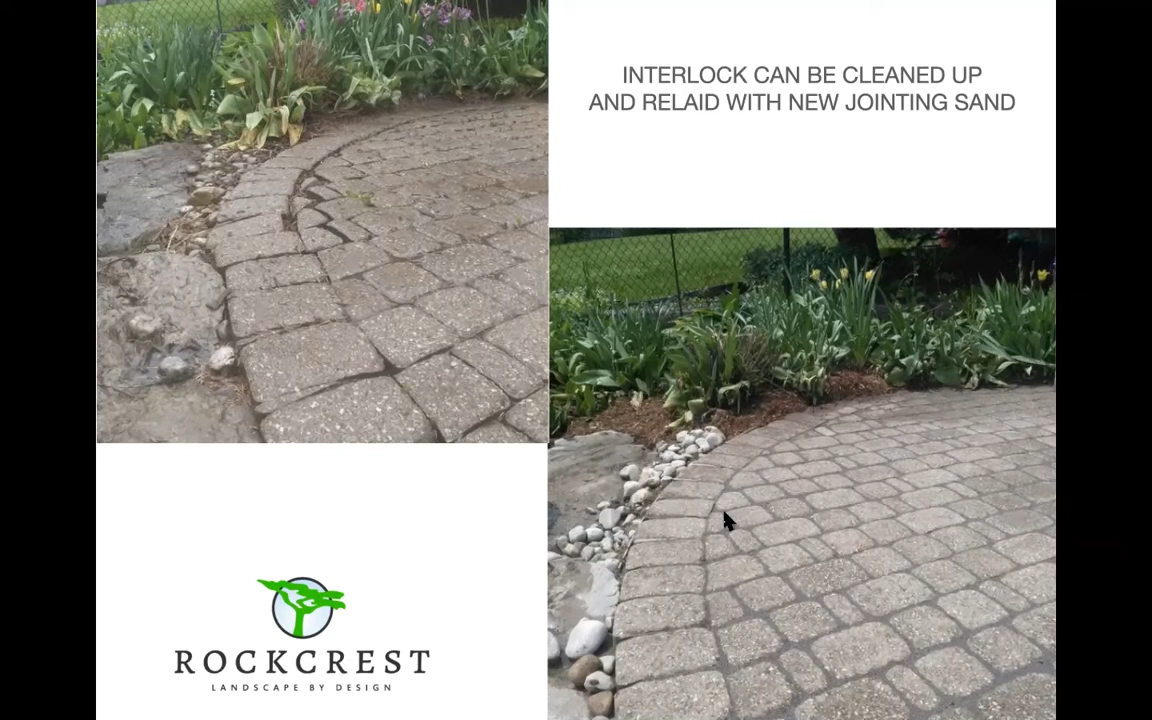 INTERLOCK CAN BE CLEANED UP
AND RELAID WITH NEW JOINTING SAND
ROCKCREST
LANDSCAPE BY DESIGN